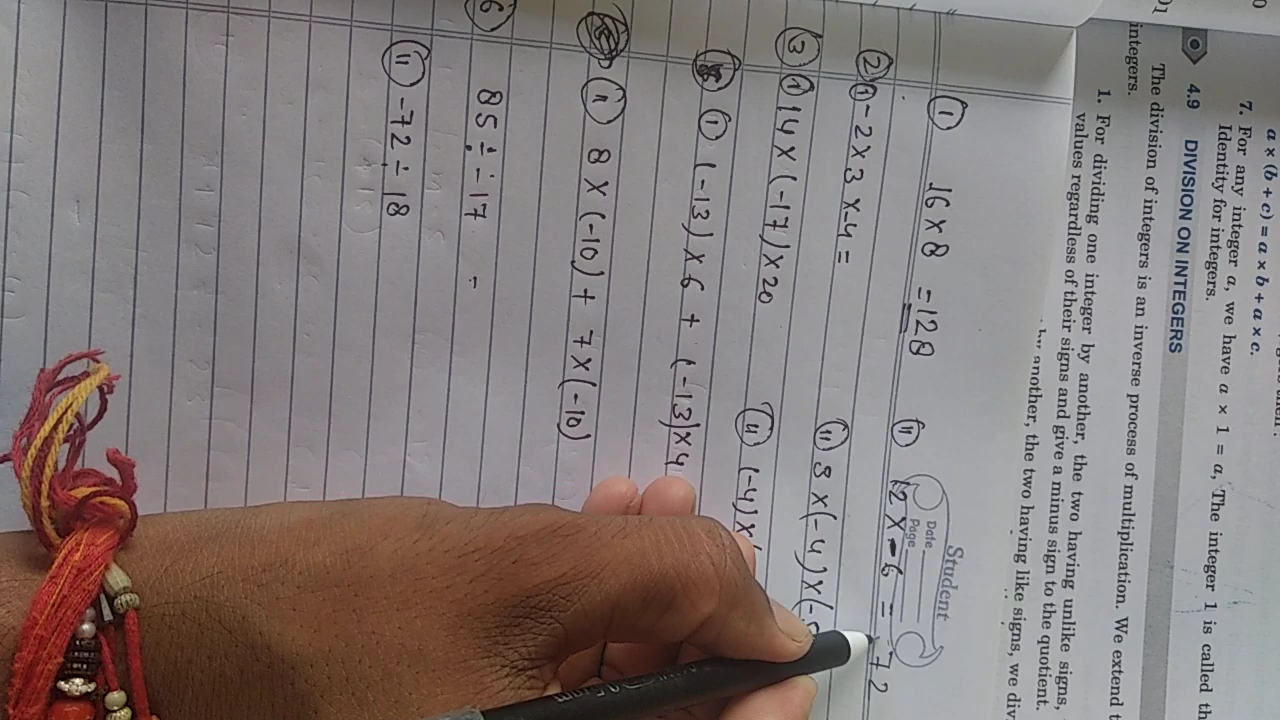 a × (b + c) = a × b + a × c.
7. For any integer a, we have a × 1 = a, The integer 1 is called th
Identity for integers.
4.9 DIVISION ON INTEGERS
The division of integers is an inverse process of multiplication. We extend t
integers.
1. For dividing one integer by another, the two having unlike signs,
values regardless of their signs and give a minus sign to the quotient.
another, the two having like signs, we div
Student
Date
Page
(i) 16 × 8 = 128 (ii) 12 × -6 = -72
(2) (i) -2 × 3 × -4 = (ii) 8 × (-4) × (-
(3) (i) 14 × (-17) × 20 (ii) (-4) ×
(i) (-13) × 6 + (-13) × 4
(ii) 8 × (-10) + 7 × (-10)
6) 85 ÷ -17 =
(ii) -72 ÷ 18